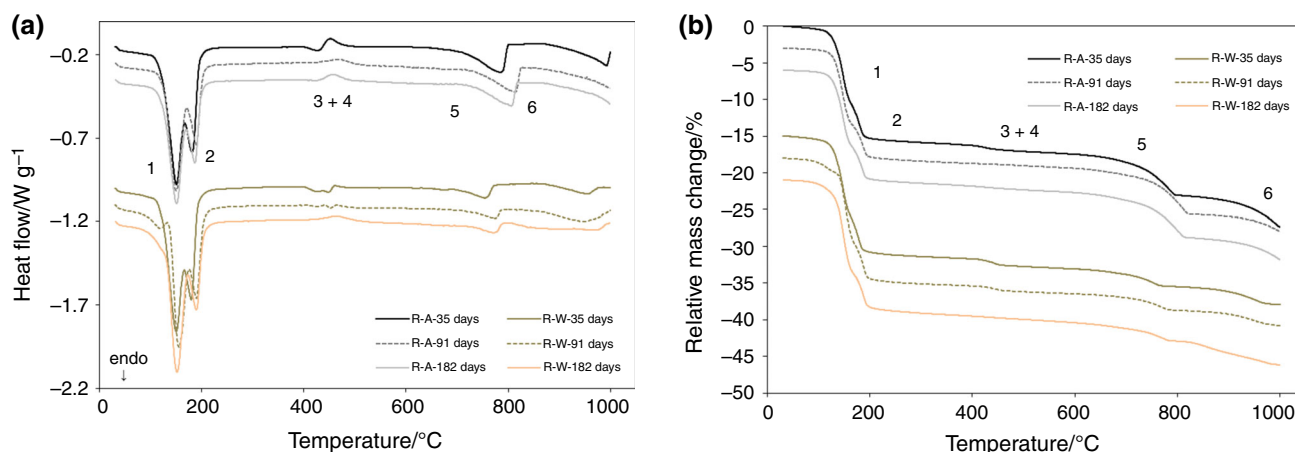 (a)
−0.2
−0.7
−1.2
−1.7
−2.2
Heat flow/W g−1
1
2
3 + 4
5
6
endo
↓
R-A-35 days
R-A-91 days
R-A-182 days
R-W-35 days
R-W-91 days
R-W-182 days
0
200
400
600
800
1000
Temperature/°C
(b)
0
−5
−10
−15
−20
−25
−30
−35
−40
−45
−50
Relative mass change/%
1
2
3 + 4
5
6
R-A-35 days
R-A-91 days
R-A-182 days
R-W-35 days
R-W-91 days
R-W-182 days
0
200
400
600
800
1000
Temperature/°C